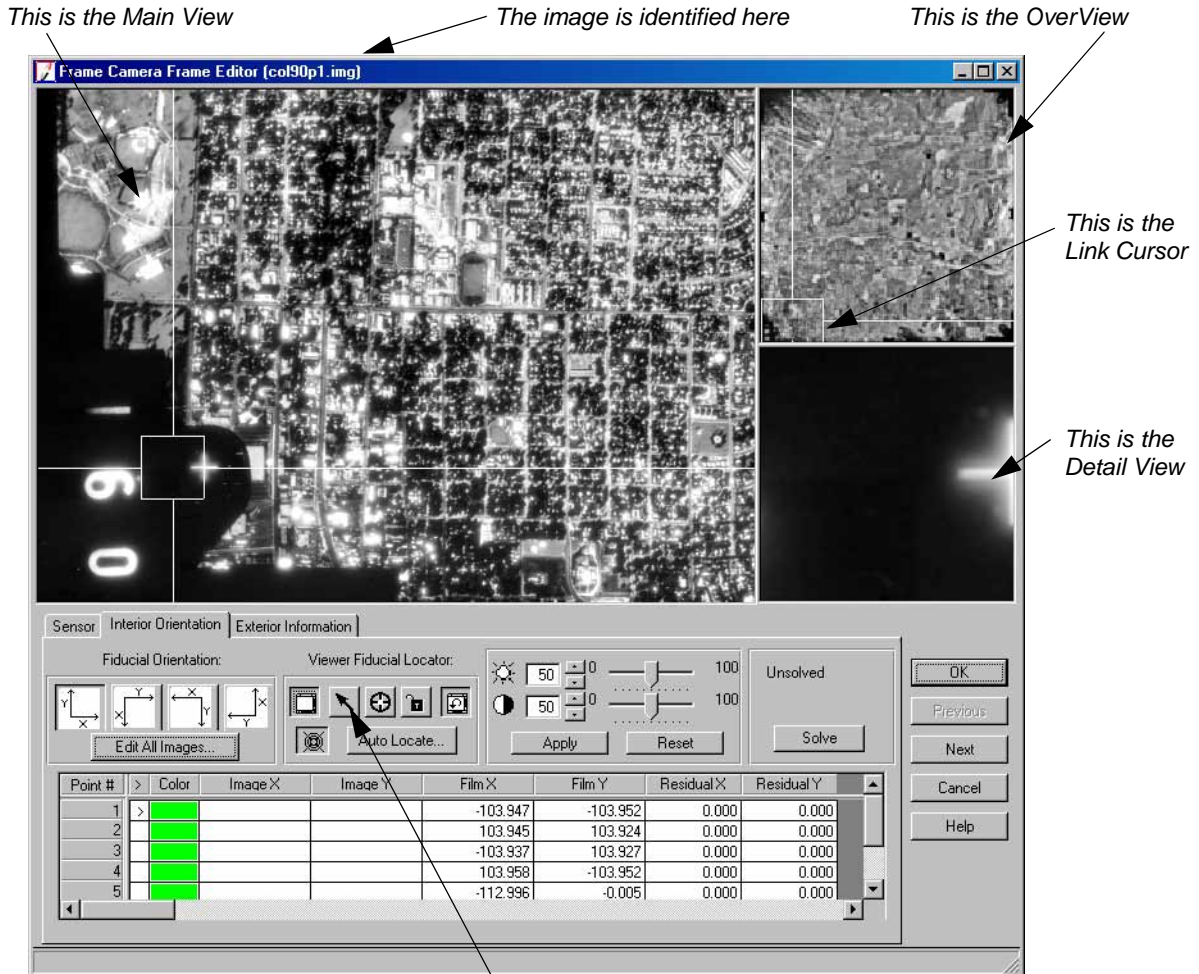 This is the Main View
The image is identified here
This is the OverView
Frame Camera Frame Editor (col90p1.img)
This is the
Link Cursor
This is the
Detail View
Sensor Interior Orientation Exterior Information
Fiducial Orientation: Viewer Fiducial Locator:
50 0 100
50 0 100
Unsolved
Edit All Images... Auto Locate... Apply Reset Solve
OK
Previous
Next
Cancel
Help
Point # > Color Image X Image Y Film X Film Y Residual X Residual Y
1 > -103.947 -103.952 0.000 0.000
2 103.945 103.924 0.000 0.000
3 -103.937 103.927 0.000 0.000
4 103.958 -103.952 0.000 0.000
5 -112.996 -0.005 0.000 0.000